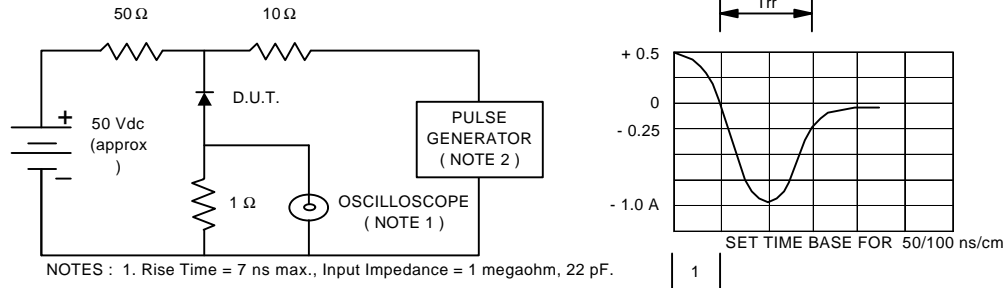 50 Ω
10 Ω
D.U.T.
+
50 Vdc
(approx
)
−
1 Ω
OSCILLOSCOPE
( NOTE 1 )
PULSE
GENERATOR
( NOTE 2 )
NOTES : 1. Rise Time = 7 ns max., Input Impedance = 1 megaohm, 22 pF.
Trr
+ 0.5
0
- 0.25
- 1.0 A
SET TIME BASE FOR 50/100 ns/cm
1